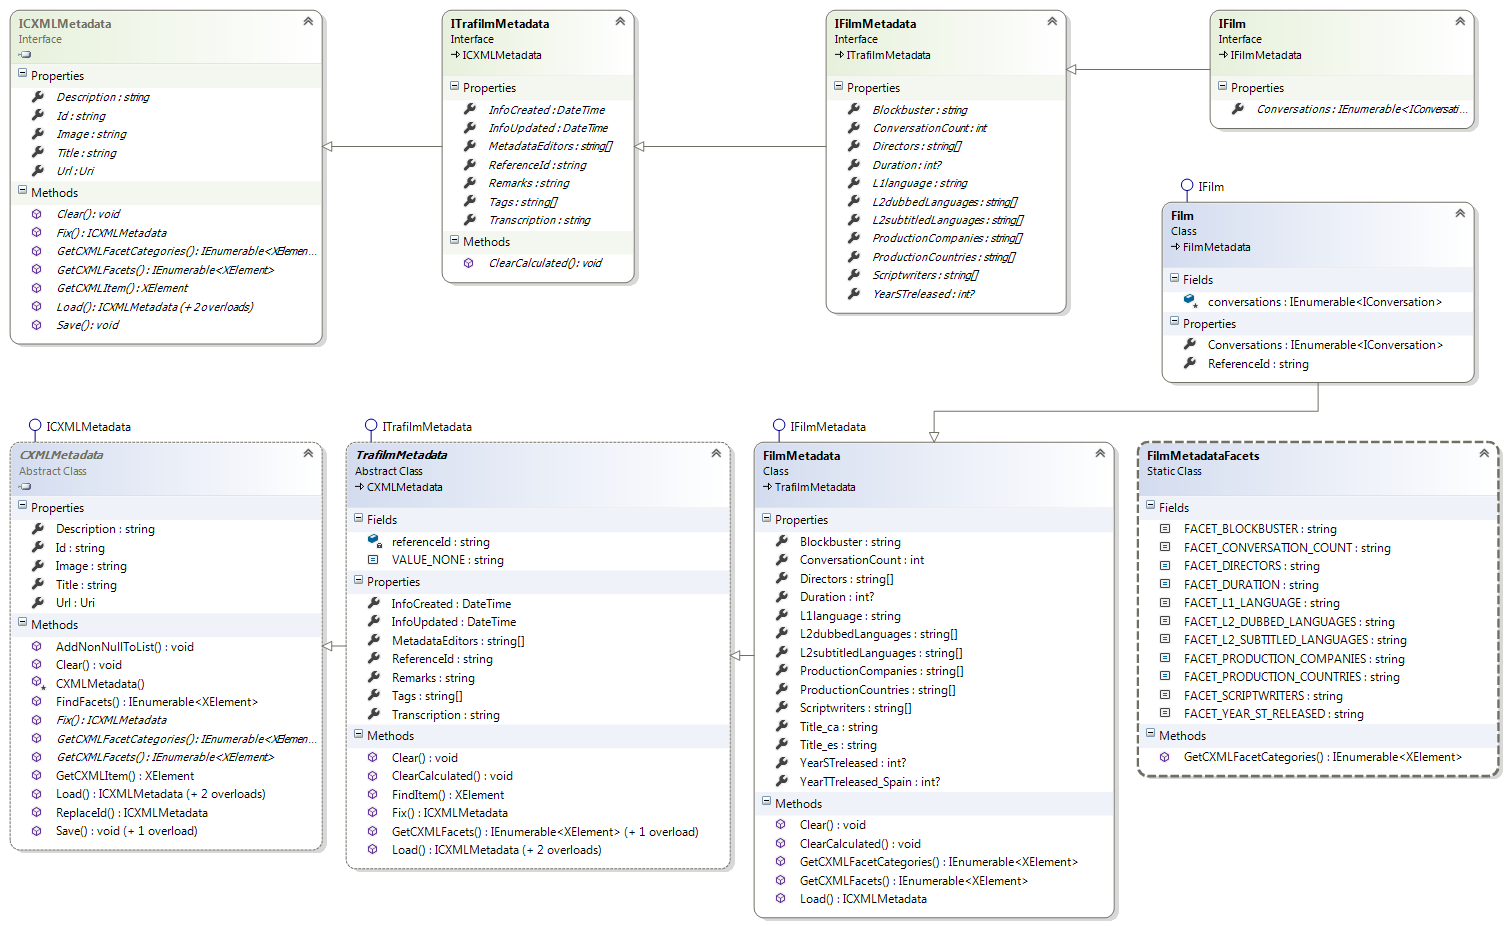 ICXMLMetadata
Interface
Properties
Description : string
Id : string
Image : string
Title : string
Url : Uri
Methods
Clear() : void
Fix() : ICXMLMetadata
GetCXMLFacetCategories() : IEnumerable<XElemen...
GetCXMLFacets() : IEnumerable<XElement>
GetCXMLItem() : XElement
Load() : ICXMLMetadata (+ 2 overloads)
Save() : void
ITrafilmMetadata
Interface
ICXMLMetadata
Properties
InfoCreated : DateTime
InfoUpdated : DateTime
MetadataEditors : string[]
ReferenceId : string
Remarks : string
Tags : string[]
Transcription : string
Methods
ClearCalculated() : void
IFilmMetadata
Interface
ITrafilmMetadata
Properties
Blockbuster : string
ConversationCount : int
Directors : string[]
Duration : int?
L1language : string
L2dubbedLanguages : string[]
L2subtitledLanguages : string[]
ProductionCompanies : string[]
ProductionCountries : string[]
Scriptwriters : string[]
YearSTreleased : int?
IFilm
Interface
IFilmMetadata
Properties
Conversations : IEnumerable<IConversati...
IFilm
Film
Class
FilmMetadata
Fields
conversations : IEnumerable<IConversation>
Properties
Conversations : IEnumerable<IConversation>
ReferenceId : string
ICXMLMetadata
CXMLMetadata
Abstract Class
Properties
Description : string
Id : string
Image : string
Title : string
Url : Uri
Methods
AddNonNullToList() : void
Clear() : void
CXMLMetadata()
FindFacets() : IEnumerable<XElement>
Fix() : ICXMLMetadata
GetCXMLFacetCategories() : IEnumerable<XElemen...
GetCXMLFacets() : IEnumerable<XElement>
GetCXMLItem() : XElement
Load() : ICXMLMetadata (+ 2 overloads)
ReplaceId() : ICXMLMetadata
Save() : void (+ 1 overload)
ITrafilmMetadata
TrafilmMetadata
Abstract Class
CXMLMetadata
Fields
referenceId : string
VALUE_NONE : string
Properties
InfoCreated : DateTime
InfoUpdated : DateTime
MetadataEditors : string[]
ReferenceId : string
Remarks : string
Tags : string[]
Transcription : string
Methods
Clear() : void
ClearCalculated() : void
FindItem() : XElement
Fix() : ICXMLMetadata
GetCXMLFacets() : IEnumerable<XElement> (+ 1 overload)
Load() : ICXMLMetadata (+ 2 overloads)
IFilmMetadata
FilmMetadata
Class
TrafilmMetadata
Properties
Blockbuster : string
ConversationCount : int
Directors : string[]
Duration : int?
L1language : string
L2dubbedLanguages : string[]
L2subtitledLanguages : string[]
ProductionCompanies : string[]
ProductionCountries : string[]
Scriptwriters : string[]
Title_ca : string
Title_es : string
YearSTreleased : int?
YearTTreleased_Spain : int?
Methods
Clear() : void
ClearCalculated() : void
GetCXMLFacetCategories() : IEnumerable<XElement>
GetCXMLFacets() : IEnumerable<XElement>
Load() : ICXMLMetadata
FilmMetadataFacets
Static Class
Fields
FACET_BLOCKBUSTER : string
FACET_CONVERSATION_COUNT : string
FACET_DIRECTORS : string
FACET_DURATION : string
FACET_L1_LANGUAGE : string
FACET_L2_DUBBED_LANGUAGES : string
FACET_L2_SUBTITLED_LANGUAGES : string
FACET_PRODUCTION_COMPANIES : string
FACET_PRODUCTION_COUNTRIES : string
FACET_SCRIPTWRITERS : string
FACET_YEAR_ST_RELEASED : string
Methods
GetCXMLFacetCategories() : IEnumerable<XElement>